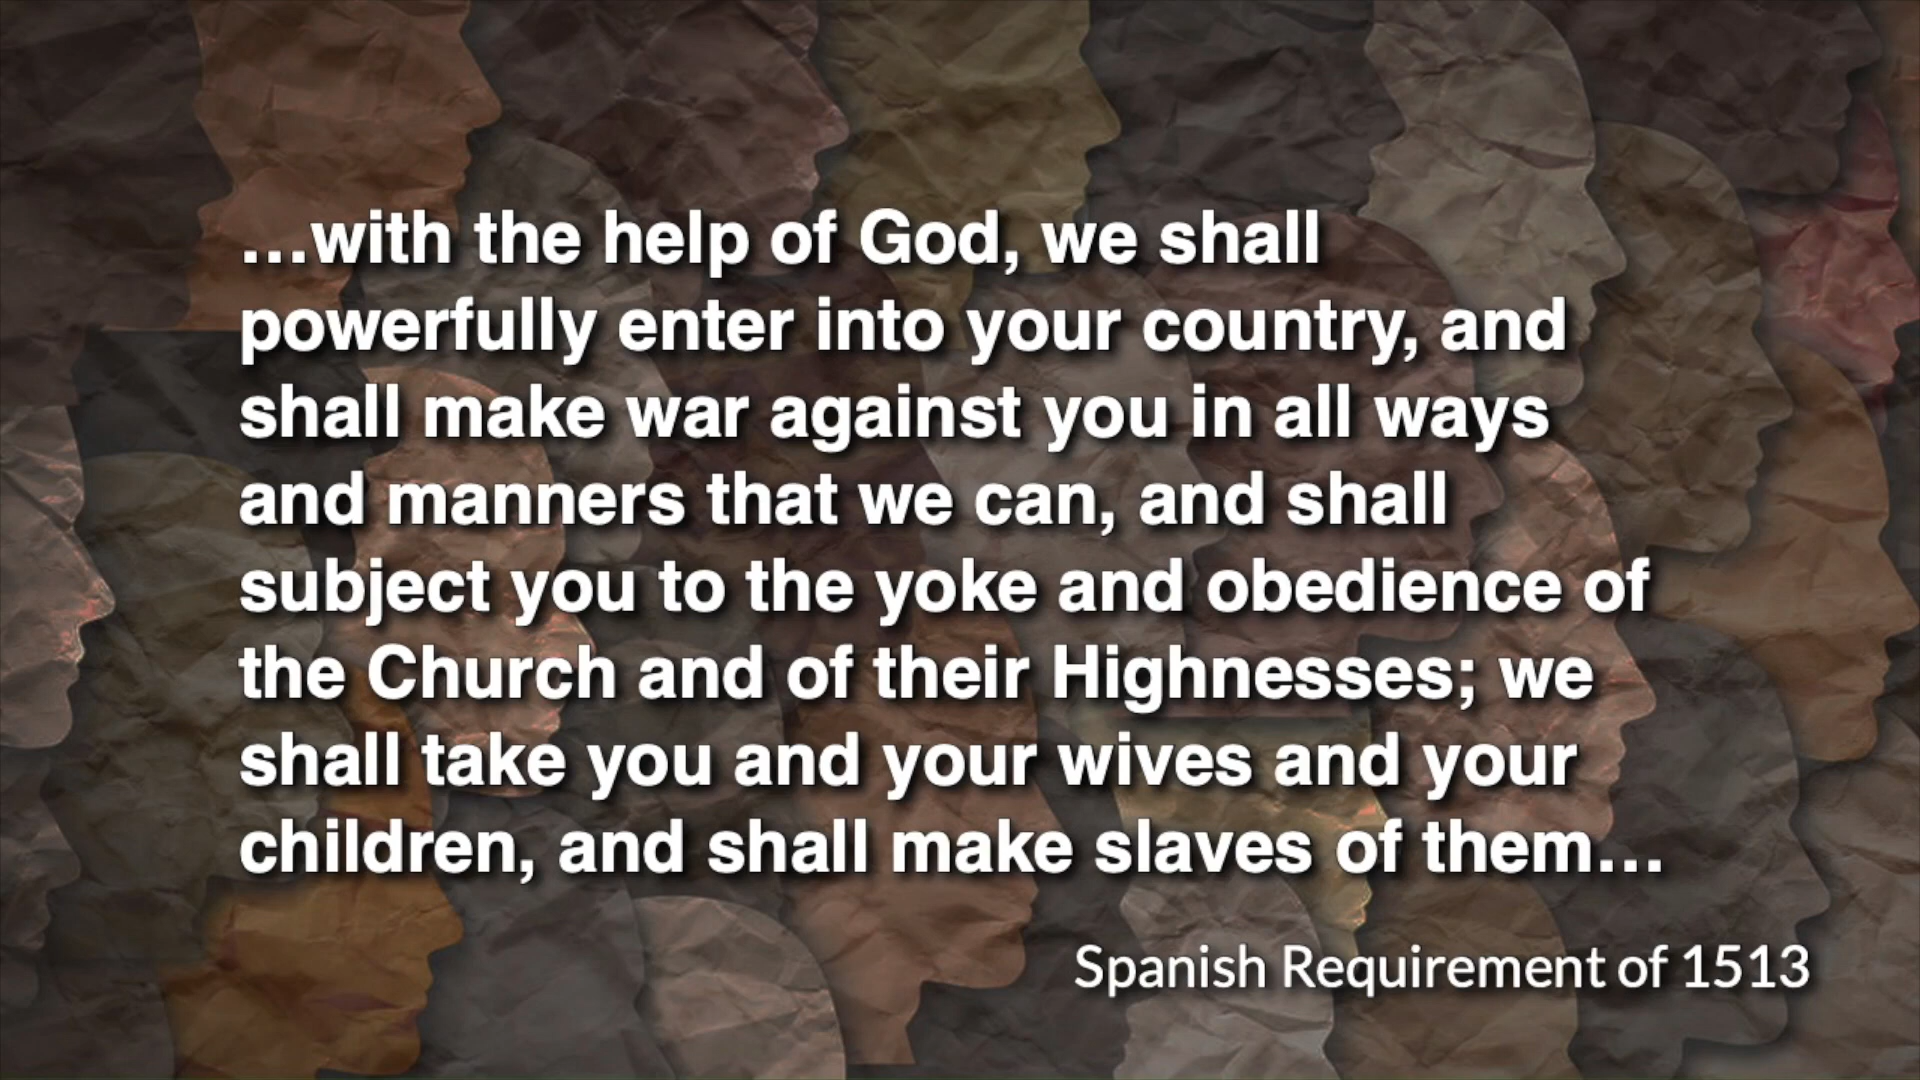 ...with the help of God, we shall
powerfully enter into your country, and
shall make war against you in all ways
and manners that we can, and shall
subject you to the yoke and obedience of
the Church and of their Highnesses; we
shall take you and your wives and your
children, and shall make slaves of them...
Spanish Requirement of 1513